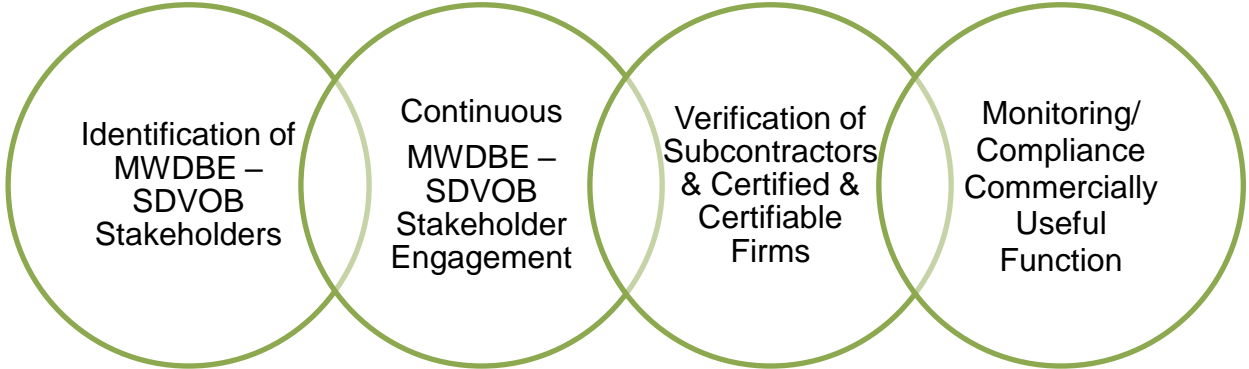 Identification of
MWDBE –
SDVOB
Stakeholders
Continuous
MWDBE –
SDVOB
Stakeholder
Engagement
Verification of
Subcontractors
& Certified &
Certifiable
Firms
Monitoring/
Compliance
Commercially
Useful
Function